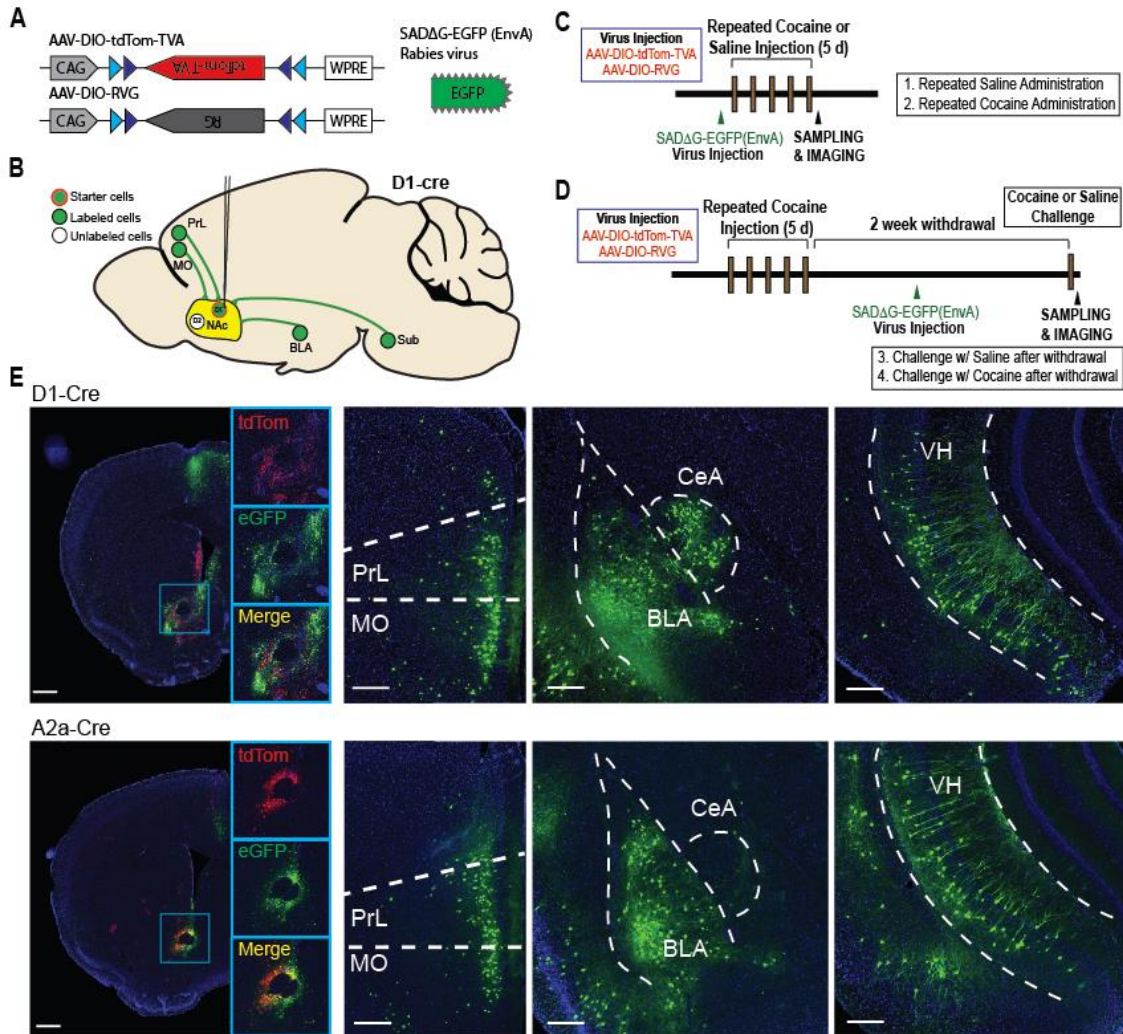 A
AAV-DIO-tdTom-TVA
CAG
tdTom-TVA
WPRE
AAV-DIO-RVG
CAG
RG
WPRE
SADΔG-EGFP (EnvA)
Rabies virus
EGFP
B
D1-cre
Starter cells
Labeled cells
Unlabeled cells
PrL
MO
D1
D2
NAc
BLA
Sub
C
Virus Injection
AAV-DIO-tdTom-TVA
AAV-DIO-RVG
Repeated Cocaine or
Saline Injection (5 d)
SADΔG-EGFP(EnvA)
Virus Injection
SAMPLING
& IMAGING
1. Repeated Saline Administration
2. Repeated Cocaine Administration
D
Virus Injection
AAV-DIO-tdTom-TVA
AAV-DIO-RVG
Repeated Cocaine
Injection (5 d)
2 week withdrawal
Cocaine or Saline
Challenge
SADΔG-EGFP(EnvA)
Virus Injection
SAMPLING
& IMAGING
3. Challenge w/ Saline after withdrawal
4. Challenge w/ Cocaine after withdrawal
E
D1-Cre
tdTom
eGFP
Merge
PrL
MO
CeA
BLA
VH
A2a-Cre
tdTom
eGFP
Merge
PrL
MO
CeA
BLA
VH